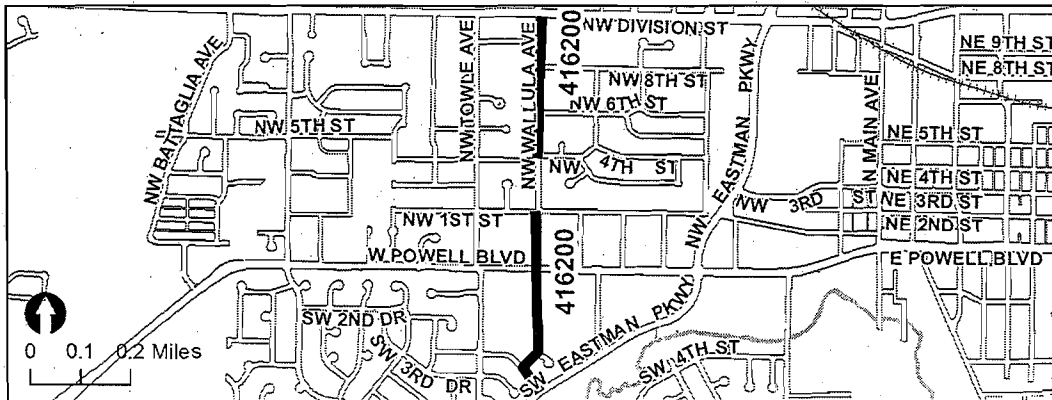 NW DIVISION ST
NE 9TH ST
NE 8TH ST
NW BATTAGLIA AVE
NW TOWLE AVE
NW WALLULA AVE
416200
NW 8TH ST
NW 6TH ST
NW EASTMAN PKWY
N MAIN AVE
NW 5TH ST
NE 5TH ST
NW 4TH ST
NE 4TH ST
NW 3RD ST
NE 3RD ST
NW 1ST ST
NE 2ND ST
W POWELL BLVD
E POWELL BLVD
416200
SW 2ND DR
SW 3RD DR
SW EASTMAN PKWY
SW 4TH ST
0 0.1 0.2 Miles